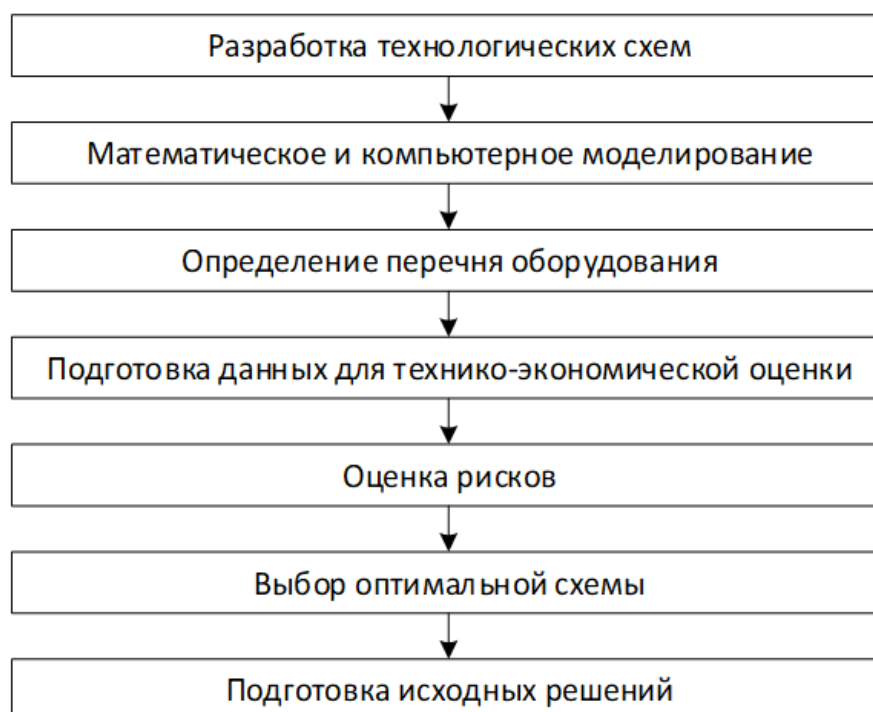 Разработка технологических схем
Математическое и компьютерное моделирование
Определение перечня оборудования
Подготовка данных для технико-экономической оценки
Оценка рисков
Выбор оптимальной схемы
Подготовка исходных решений